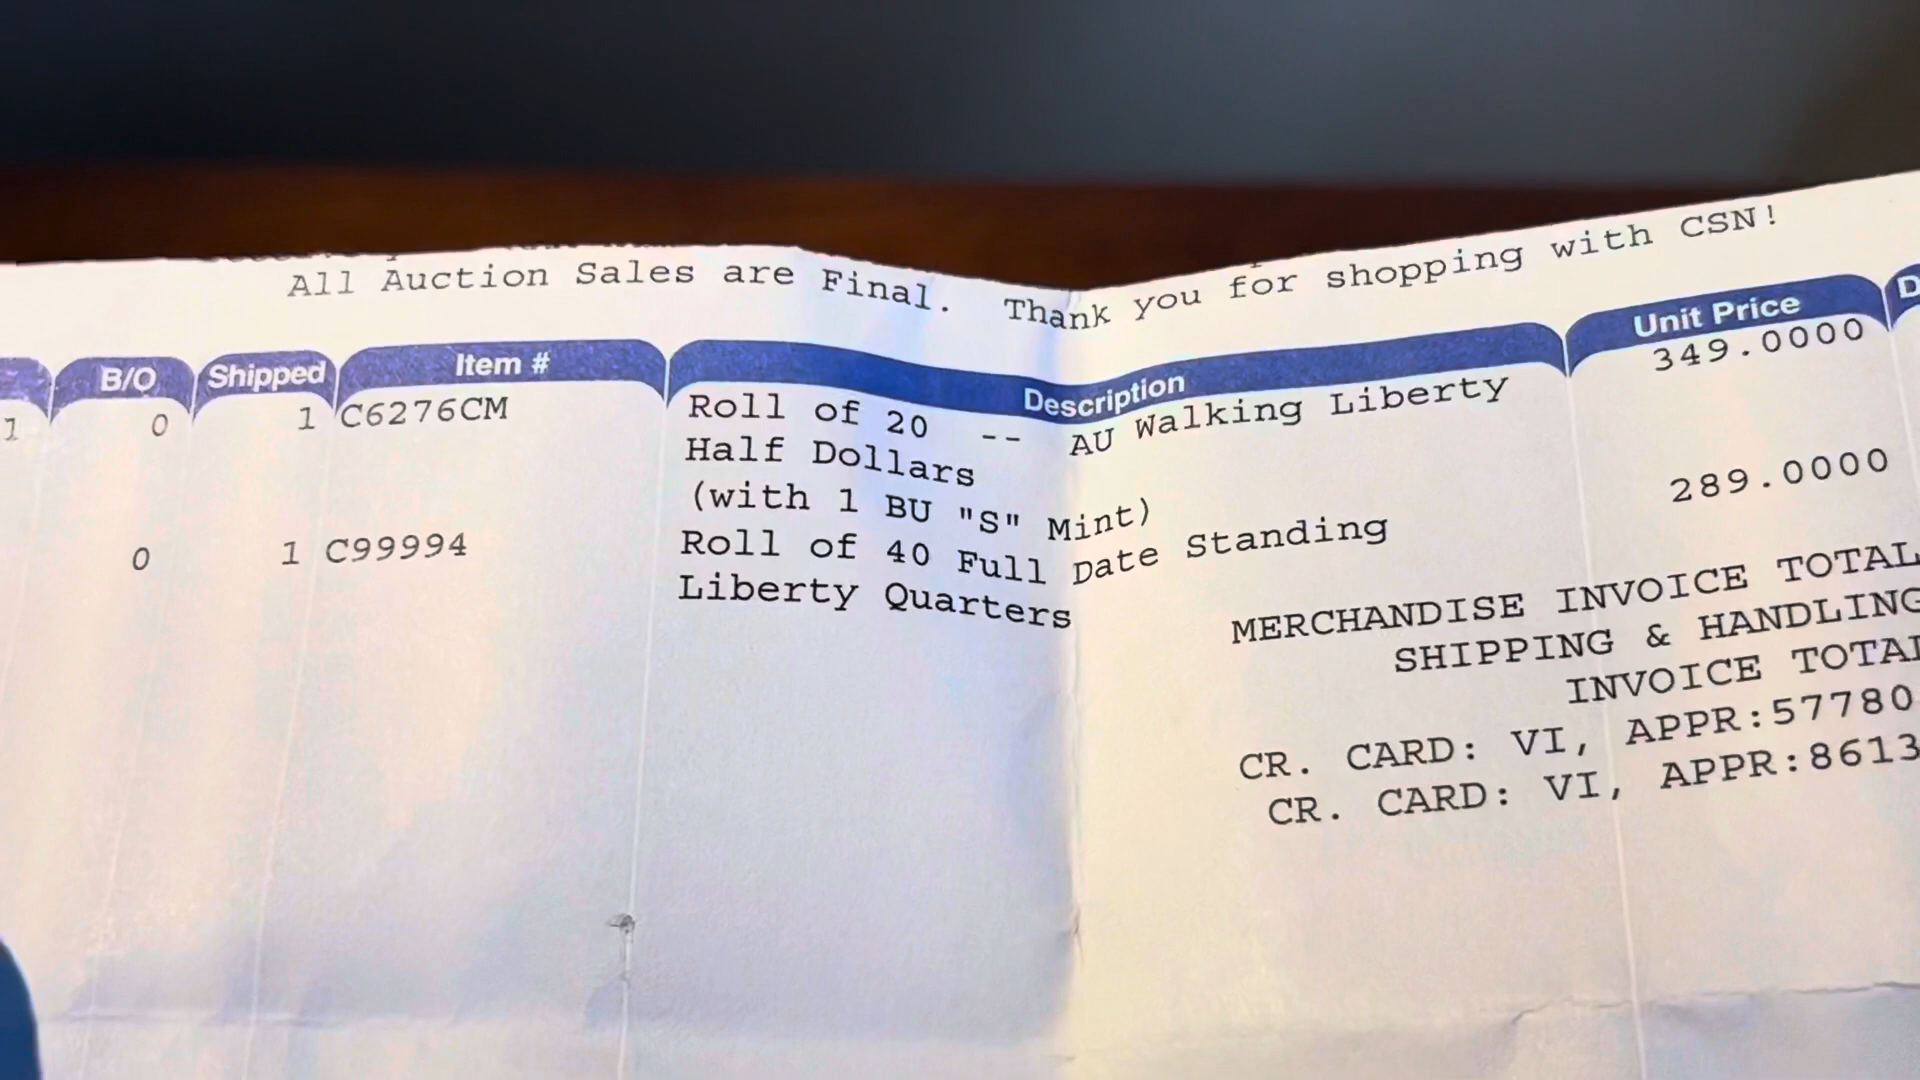 All Auction Sales are Final. Thank you for shopping with CSN!
B/O Shipped Item # Description Unit Price
1 0 1 C6276CM Roll of 20 -- AU Walking Liberty 349.0000
Half Dollars
(with 1 BU "S" Mint)
0 1 C99994 Roll of 40 Full Date Standing 289.0000
Liberty Quarters
MERCHANDISE INVOICE TOTAL
SHIPPING & HANDLING
INVOICE TOTAL
CR. CARD: VI, APPR:57780
CR. CARD: VI, APPR:8613